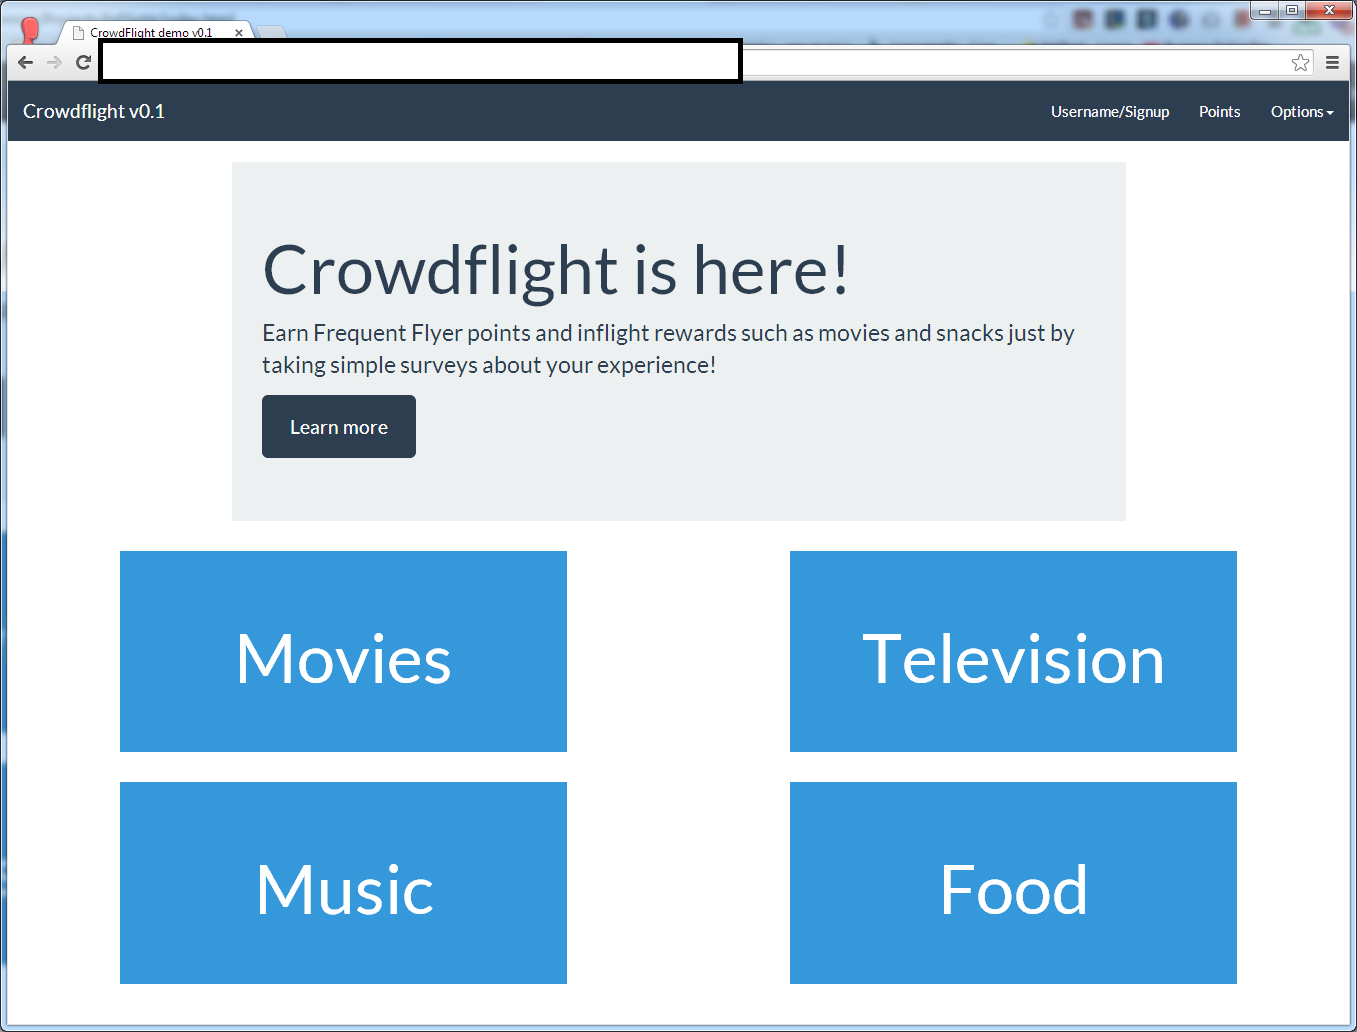 CrowdFlight demo v0.1
Crowdflight v0.1
Username/Signup
Points
Options
Crowdflight is here!
Earn Frequent Flyer points and inflight rewards such as movies and snacks just by
taking simple surveys about your experience!
Learn more
Movies
Television
Music
Food